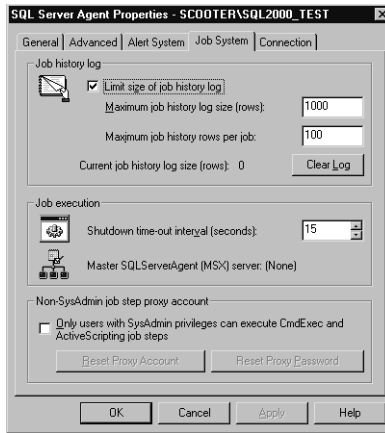 SQL Server Agent Properties - SCOOTER\SQL2000_TEST
General Advanced Alert System Job System Connection
Job history log
Limit size of job history log
Maximum job history log size (rows): 1000
Maximum job history rows per job: 100
Current job history log size (rows): 0 Clear Log
Job execution
Shutdown time-out interval (seconds): 15
Master SQLServerAgent (MSX) server: (None)
Non-SysAdmin job step proxy account
Only users with SysAdmin privileges can execute CmdExec and
ActiveScripting job steps
Reset Proxy Account Reset Proxy Password
OK Cancel Apply Help